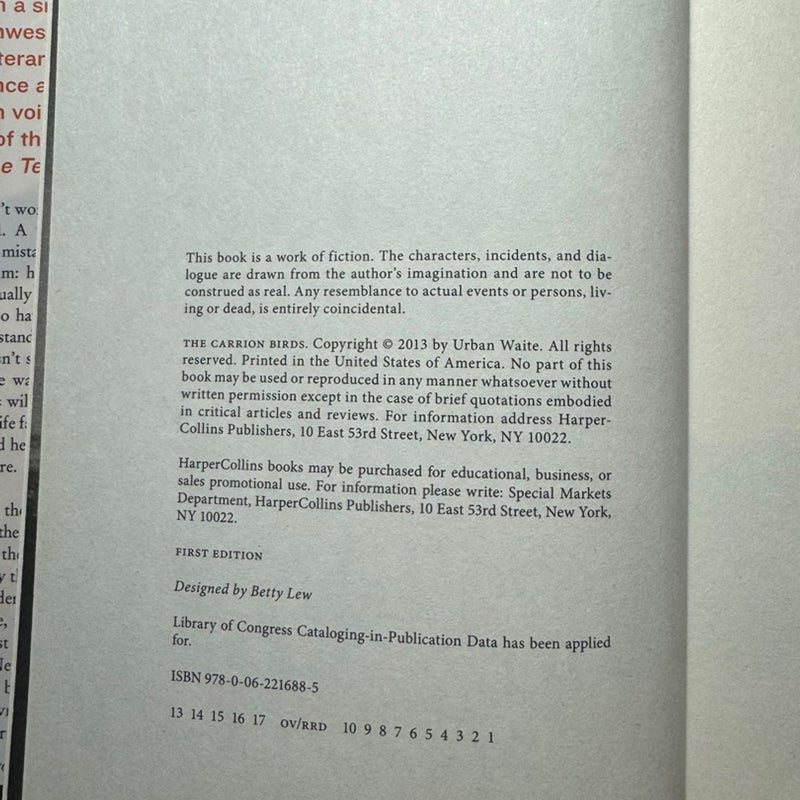 This book is a work of fiction. The characters, incidents, and dia-
logue are drawn from the author's imagination and are not to be
construed as real. Any resemblance to actual events or persons, liv-
ing or dead, is entirely coincidental.
THE CARRION BIRDS. Copyright © 2013 by Urban Waite. All rights
reserved. Printed in the United States of America. No part of this
book may be used or reproduced in any manner whatsoever without
written permission except in the case of brief quotations embodied
in critical articles and reviews. For information address Harper-
Collins Publishers, 10 East 53rd Street, New York, NY 10022.
HarperCollins books may be purchased for educational, business, or
sales promotional use. For information please write: Special Markets
Department, HarperCollins Publishers, 10 East 53rd Street, New York,
NY 10022.
FIRST EDITION
Designed by Betty Lew
Library of Congress Cataloging-in-Publication Data has been applied
for.
ISBN 978-0-06-221688-5
13 14 15 16 17 OV/RRD 10 9 8 7 6 5 4 3 2 1